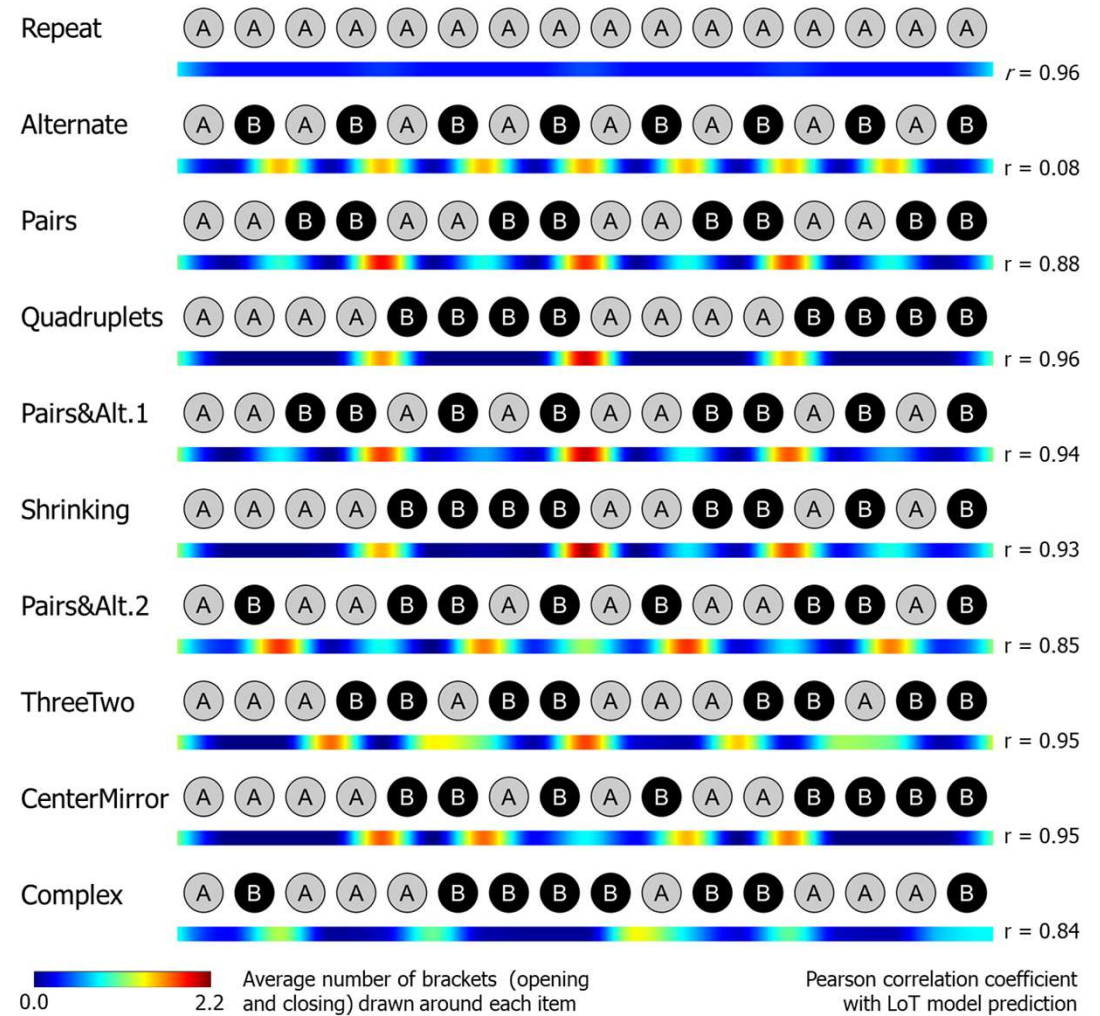 Repeat A A A A A A A A A A A A A A A A
r = 0.96
Alternate A B A B A B A B A B A B A B A B
r = 0.08
Pairs A A B B A A B B A A B B A A B B
r = 0.88
Quadruplets A A A A B B B B A A A A B B B B
r = 0.96
Pairs&Alt.1 A A B B A B A B A A B B A B A B
r = 0.94
Shrinking A A A A B B B B A A B B A B A B
r = 0.93
Pairs&Alt.2 A B A A B B A B A B A A B B A B
r = 0.85
ThreeTwo A A A B B A B B A A A B B A B B
r = 0.95
CenterMirror A A A A B B A B A B A A B B B B
r = 0.95
Complex A B A A A B B B B A B B A A A B
r = 0.84
0.0 2.2
Average number of brackets (opening
and closing) drawn around each item
Pearson correlation coefficient
with LoT model prediction